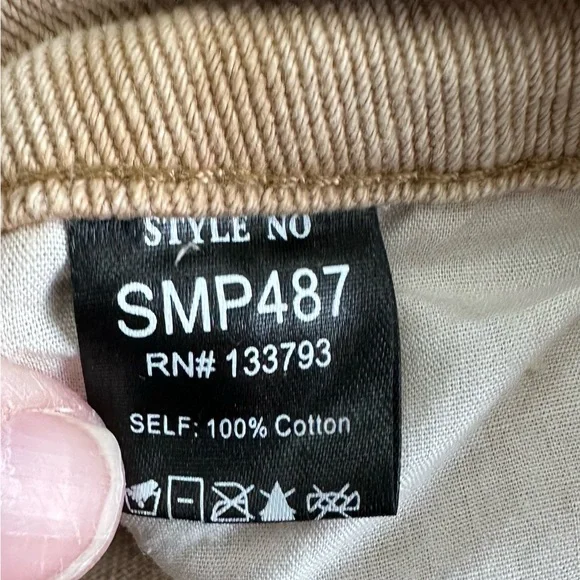 STYLE NO
SMP487
RN# 133793
SELF: 100% Cotton